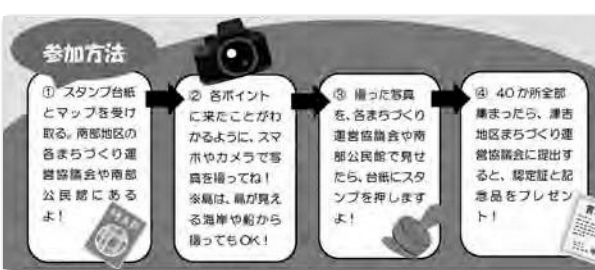 参加方法
① スタンプ台紙
とマップを受け
取る。南部地区の
各まちづくり運
営協議会や南部
公民館にある
よ！
② 各ポイント
に来たことがわ
かるように、スマ
ホやカメラで写
真を撮ってね！
※島は、島が見え
る海岸や船から
撮ってもOK！
③ 撮った写真
を、各まちづくり
運営協議会や南
部公民館で見せ
たら、台紙にスタ
ンプを押します
よ！
④ 40か所全部
集まったら、津吉
地区まちづくり運
営協議会に提出す
ると、認定証と記
念品をプレゼン
ト！